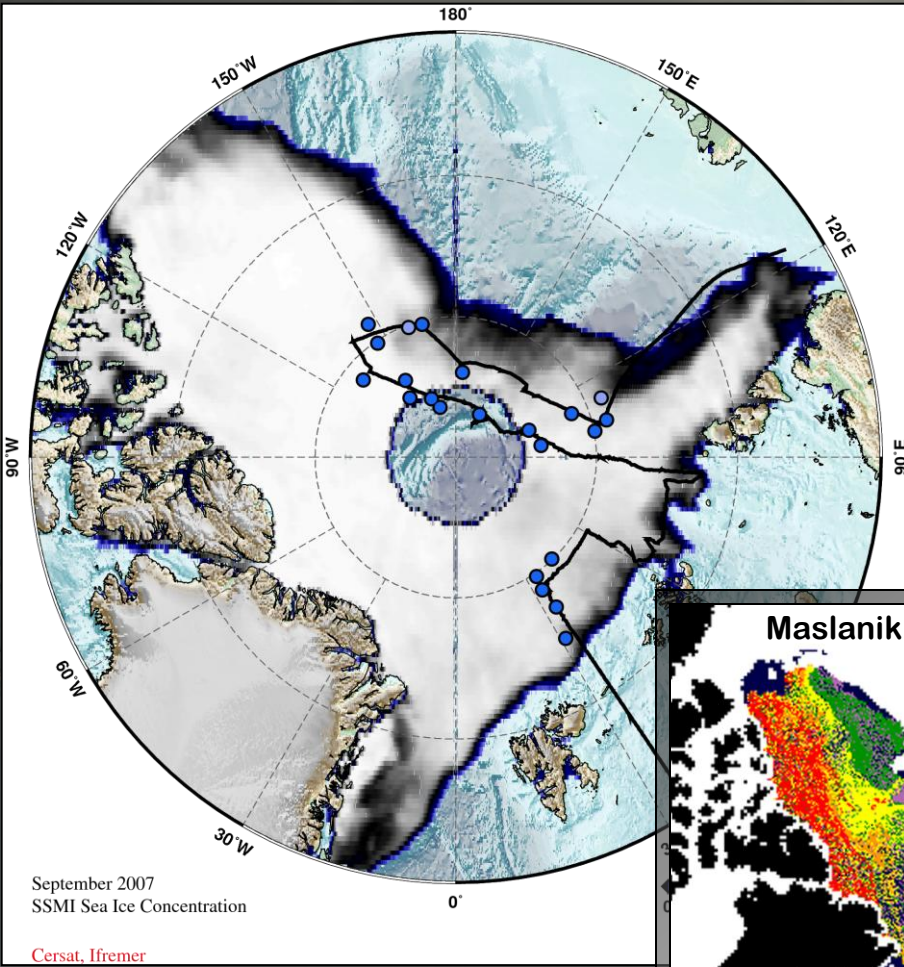 180°
150°W
150°E
120°W
120°E
90°W
90°E
60°W
30°W
0°
September 2007
SSMI Sea Ice Concentration
Cersat, Ifremer
Maslanik